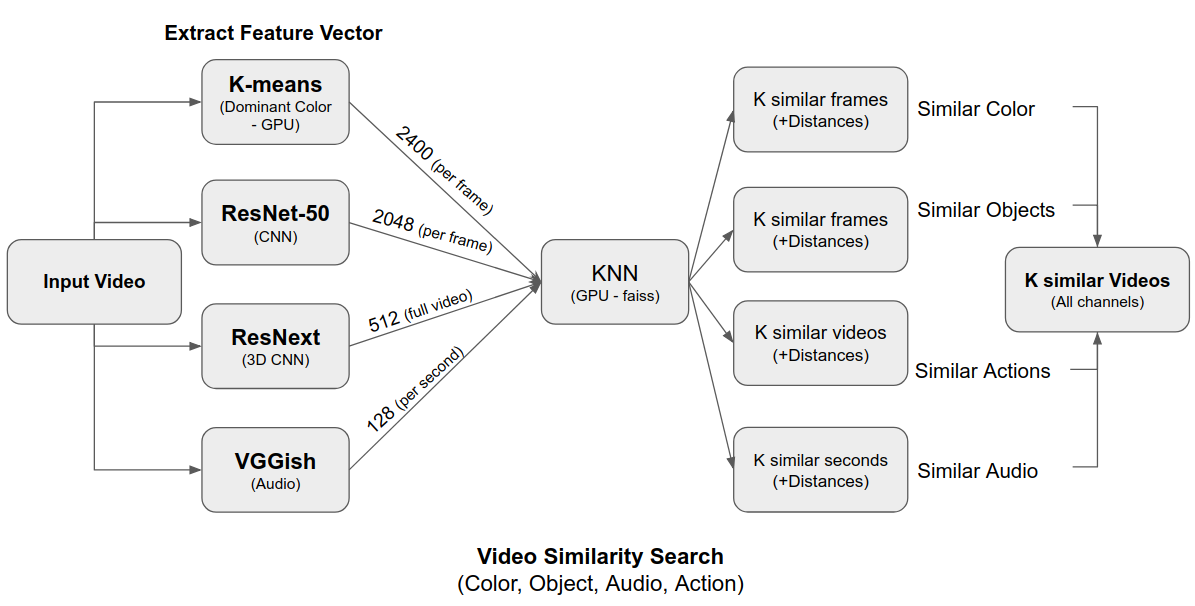 Extract Feature Vector
K-means
(Dominant Color
- GPU)
2400 (per frame)
ResNet-50
(CNN)
2048 (per frame)
Input Video
ResNext
(3D CNN)
512 (full video)
VGGish
(Audio)
128 (per second)
KNN
(GPU - faiss)
K similar frames
(+Distances)
Similar Color
K similar frames
(+Distances)
Similar Objects
K similar videos
(+Distances)
Similar Actions
K similar seconds
(+Distances)
Similar Audio
K similar Videos
(All channels)
Video Similarity Search
(Color, Object, Audio, Action)